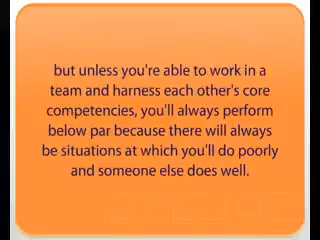 but unless you're able to work in a
team and harness each other's core
competencies, you'll always perform
below par because there will always
be situations at which you'll do poorly
and someone else does well.